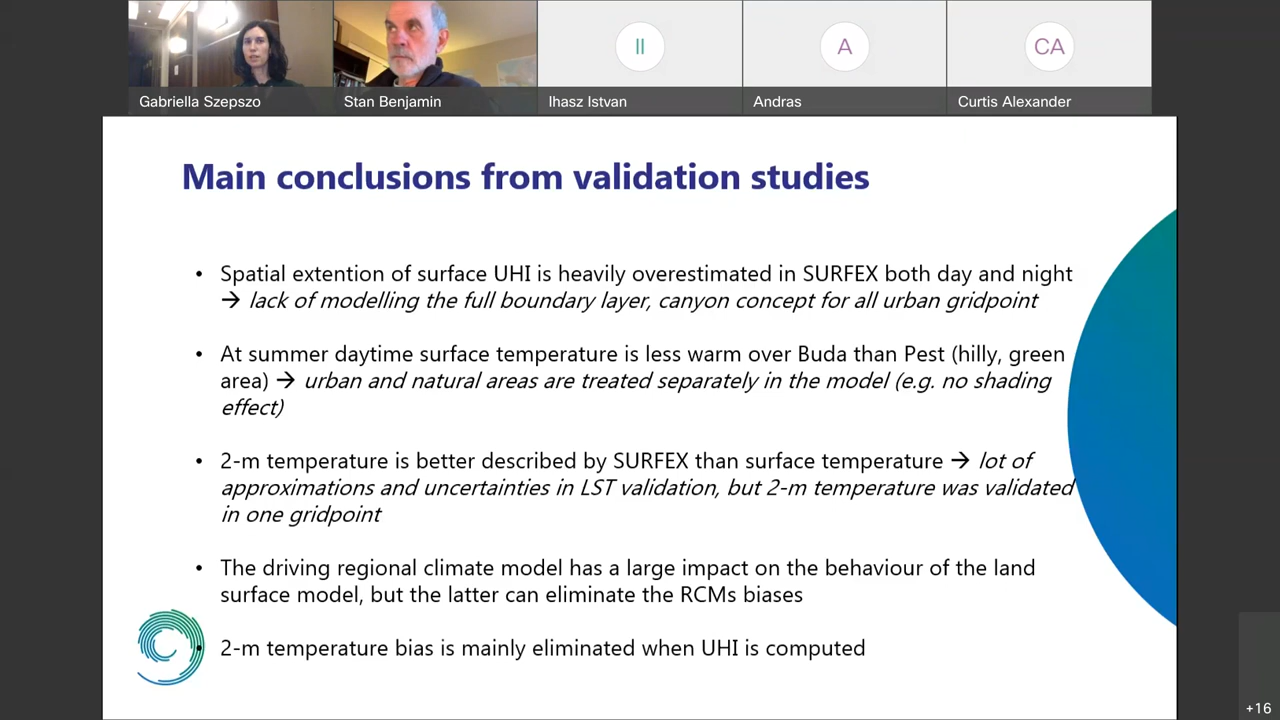 II
A
CA
Gabriella Szepszo
Stan Benjamin
Ihasz Istvan
Andras
Curtis Alexander
Main conclusions from validation studies
• Spatial extention of surface UHI is heavily overestimated in SURFEX both day and night
→ lack of modelling the full boundary layer, canyon concept for all urban gridpoint
• At summer daytime surface temperature is less warm over Buda than Pest (hilly, green
area) → urban and natural areas are treated separately in the model (e.g. no shading
effect)
• 2-m temperature is better described by SURFEX than surface temperature → lot of
approximations and uncertainties in LST validation, but 2-m temperature was validated
in one gridpoint
• The driving regional climate model has a large impact on the behaviour of the land
surface model, but the latter can eliminate the RCMs biases
• 2-m temperature bias is mainly eliminated when UHI is computed
+16